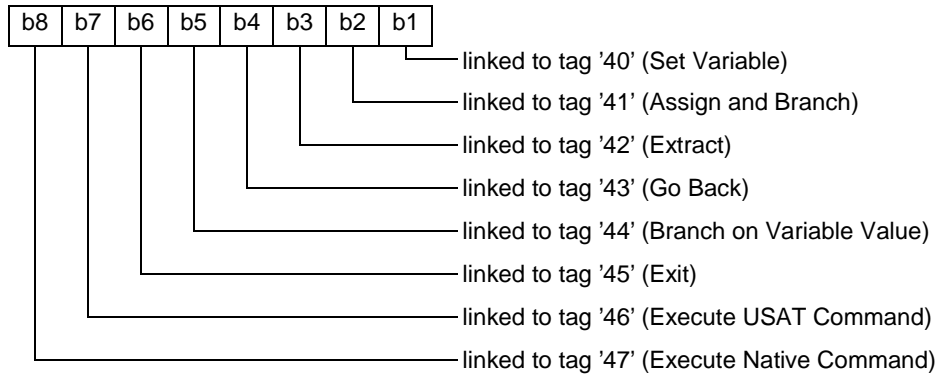 b8 b7 b6 b5 b4 b3 b2 b1
linked to tag ’40’ (Set Variable)
linked to tag ’41’ (Assign and Branch)
linked to tag ’42’ (Extract)
linked to tag ’43’ (Go Back)
linked to tag ’44’ (Branch on Variable Value)
linked to tag ’45’ (Exit)
linked to tag ’46’ (Execute USAT Command)
linked to tag ’47’ (Execute Native Command)